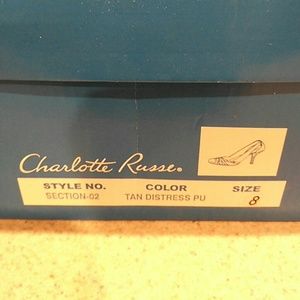 Charlotte Russe®
STYLE NO. COLOR SIZE
SECTION-02 TAN DISTRESS PU 8